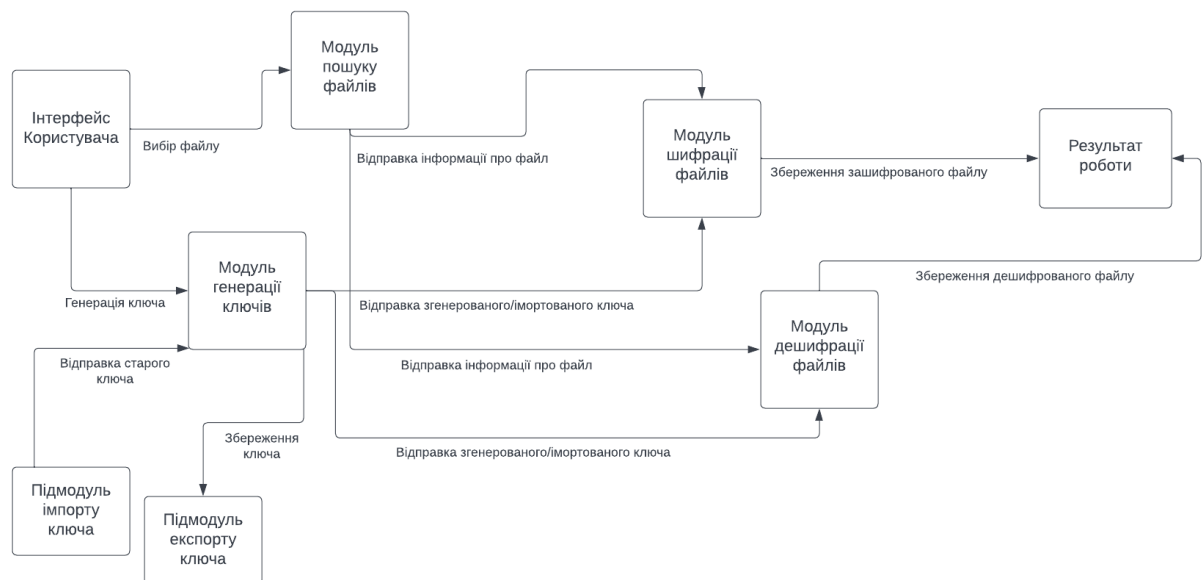 Модуль
пошуку
файлів
Інтерфейс
Користувача
Вибір файлу
Відправка інформації про файл
Модуль
шифрації
файлів
Збереження зашифрованого файлу
Результат
роботи
Модуль
генерації
ключів
Генерація ключа
Відправка згенерованого/імортованого ключа
Збереження дешифрованого файлу
Модуль
дешифрації
файлів
Відправка старого
ключа
Відправка інформації про файл
Збереження
ключа
Відправка згенерованого/імортованого ключа
Підмодуль
імпорту
ключа
Підмодуль
експорту
ключа